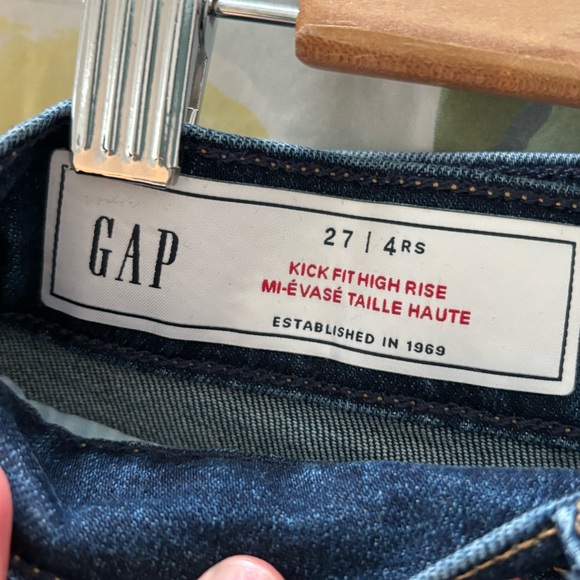 GAP
27 | 4RS
KICK FIT HIGH RISE
MI-ÉVASÉ TAILLE HAUTE
ESTABLISHED IN 1969